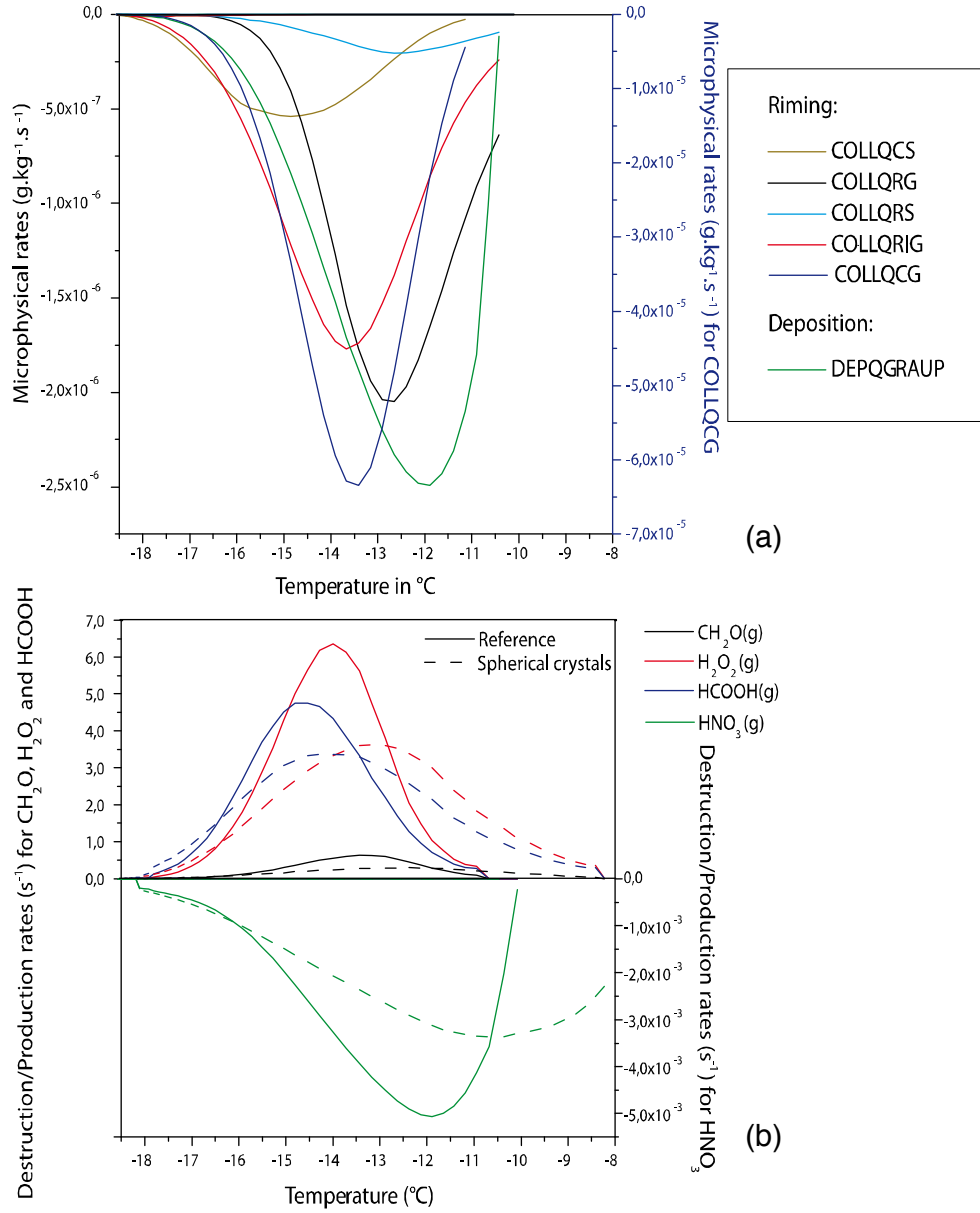 0,0
-5,0x10⁻⁷
-1,0x10⁻⁶
-1,5x10⁻⁶
-2,0x10⁻⁶
-2,5x10⁻⁶
Microphysical rates (g.kg⁻¹.s⁻¹)
0,0
-1,0x10⁻⁵
-2,0x10⁻⁵
-3,0x10⁻⁵
-4,0x10⁻⁵
-5,0x10⁻⁵
-6,0x10⁻⁵
-7,0x10⁻⁵
Microphysical rates (g.kg⁻¹.s⁻¹) for COLLQCG
-18 -17 -16 -15 -14 -13 -12 -11 -10 -9 -8
Temperature in °C
Riming:
COLLQCS
COLLQRG
COLLQRS
COLLQRIG
COLLQCG
Deposition:
DEPQGRAUP
(a)
Destruction/Production rates (s⁻¹) for CH₂O, H₂O₂ and HCOOH
7,0
6,0
5,0
4,0
3,0
2,0
1,0
0,0
Reference
Spherical crystals
CH₂O(g)
H₂O₂(g)
HCOOH(g)
HNO₃(g)
0,0
-1,0x10⁻³
-2,0x10⁻³
-3,0x10⁻³
-4,0x10⁻³
-5,0x10⁻³
Destruction/Production rates (s⁻¹) for HNO₃
-18 -17 -16 -15 -14 -13 -12 -11 -10 -9 -8
Temperature (°C)
(b)